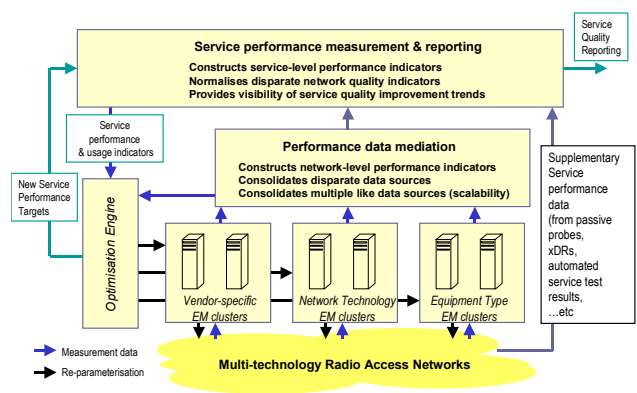 Service performance measurement & reporting
Constructs service-level performance indicators
Normalises disparate network quality indicators
Provides visibility of service quality improvement trends
Service
Quality
Reporting
Service
performance
& usage indicators
Performance data mediation
Constructs network-level performance indicators
Consolidates disparate data sources
Consolidates multiple like data sources (scalability)
New Service
Performance
Targets
Supplementary
Service
performance
data
(from passive
probes,
xDRs,
automated
service test
results,
…etc
Optimisation Engine
Vendor-specific
EM clusters
Network Technology
EM clusters
Equipment Type
EM clusters
Measurement data
Re-parameterisation
Multi-technology Radio Access Networks